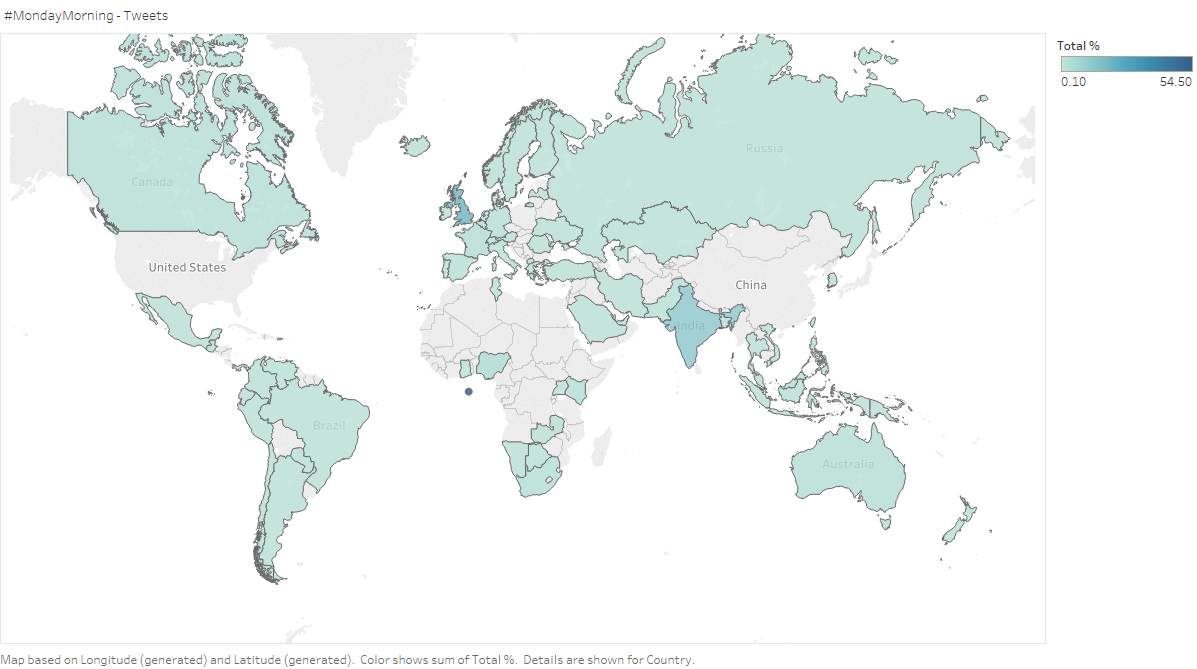 #MondayMorning - Tweets
Total %
0.10 54.50
Russia
Canada
United States
China
India
Brazil
Australia
Map based on Longitude (generated) and Latitude (generated). Color shows sum of Total %. Details are shown for Country.